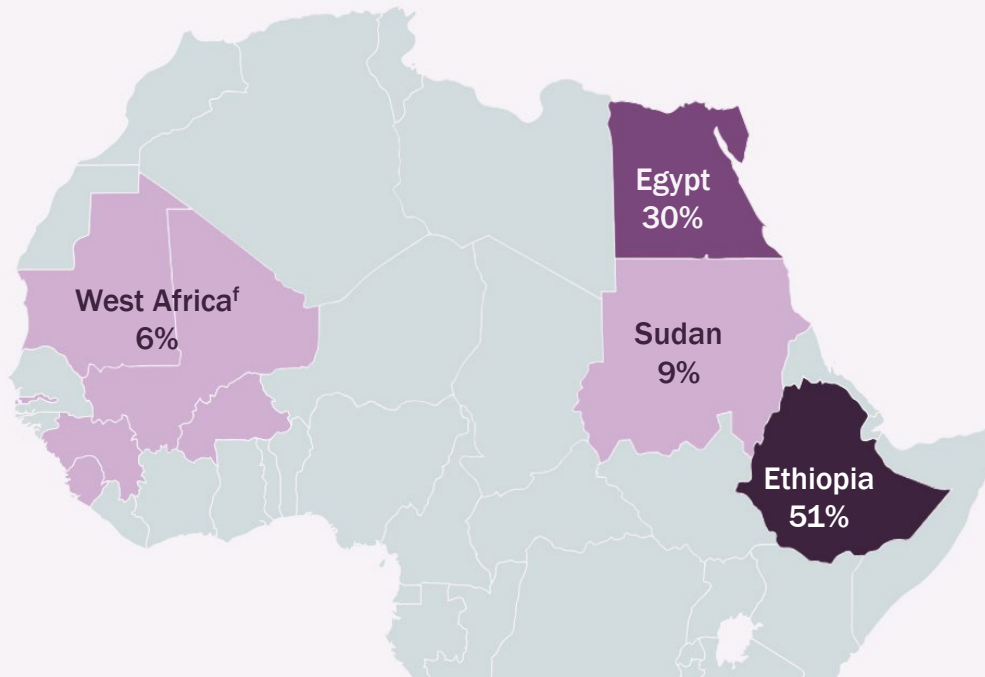 Egypt
30%
West Africaᶠ
6%
Sudan
9%
Ethiopia
51%